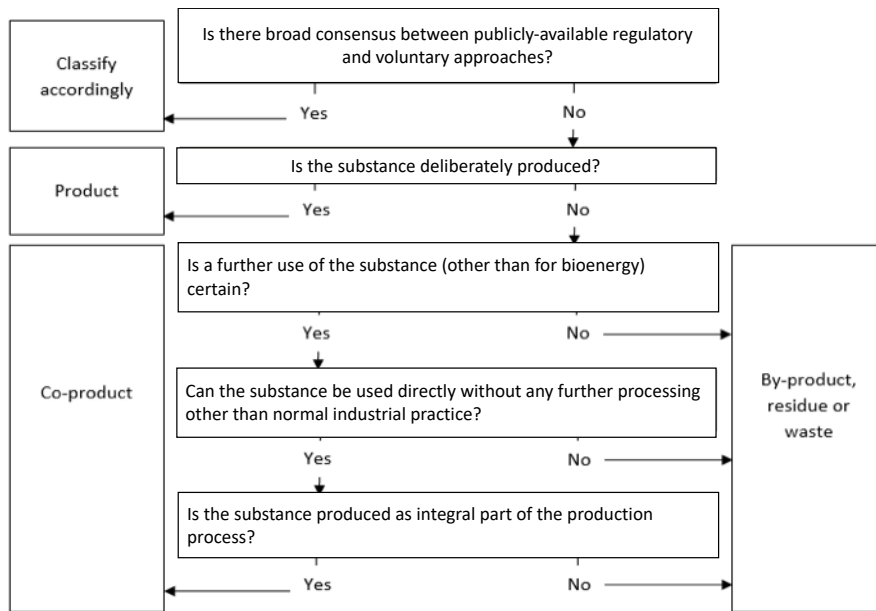 Is there broad consensus between publicly-available regulatory
and voluntary approaches?
Classify
accordingly
Yes
No
Is the substance deliberately produced?
Product
Yes
No
Is a further use of the substance (other than for bioenergy)
certain?
Yes
No
Co-product
Can the substance be used directly without any further processing
other than normal industrial practice?
By-product,
residue or
waste
Yes
No
Is the substance produced as integral part of the production
process?
Yes
No